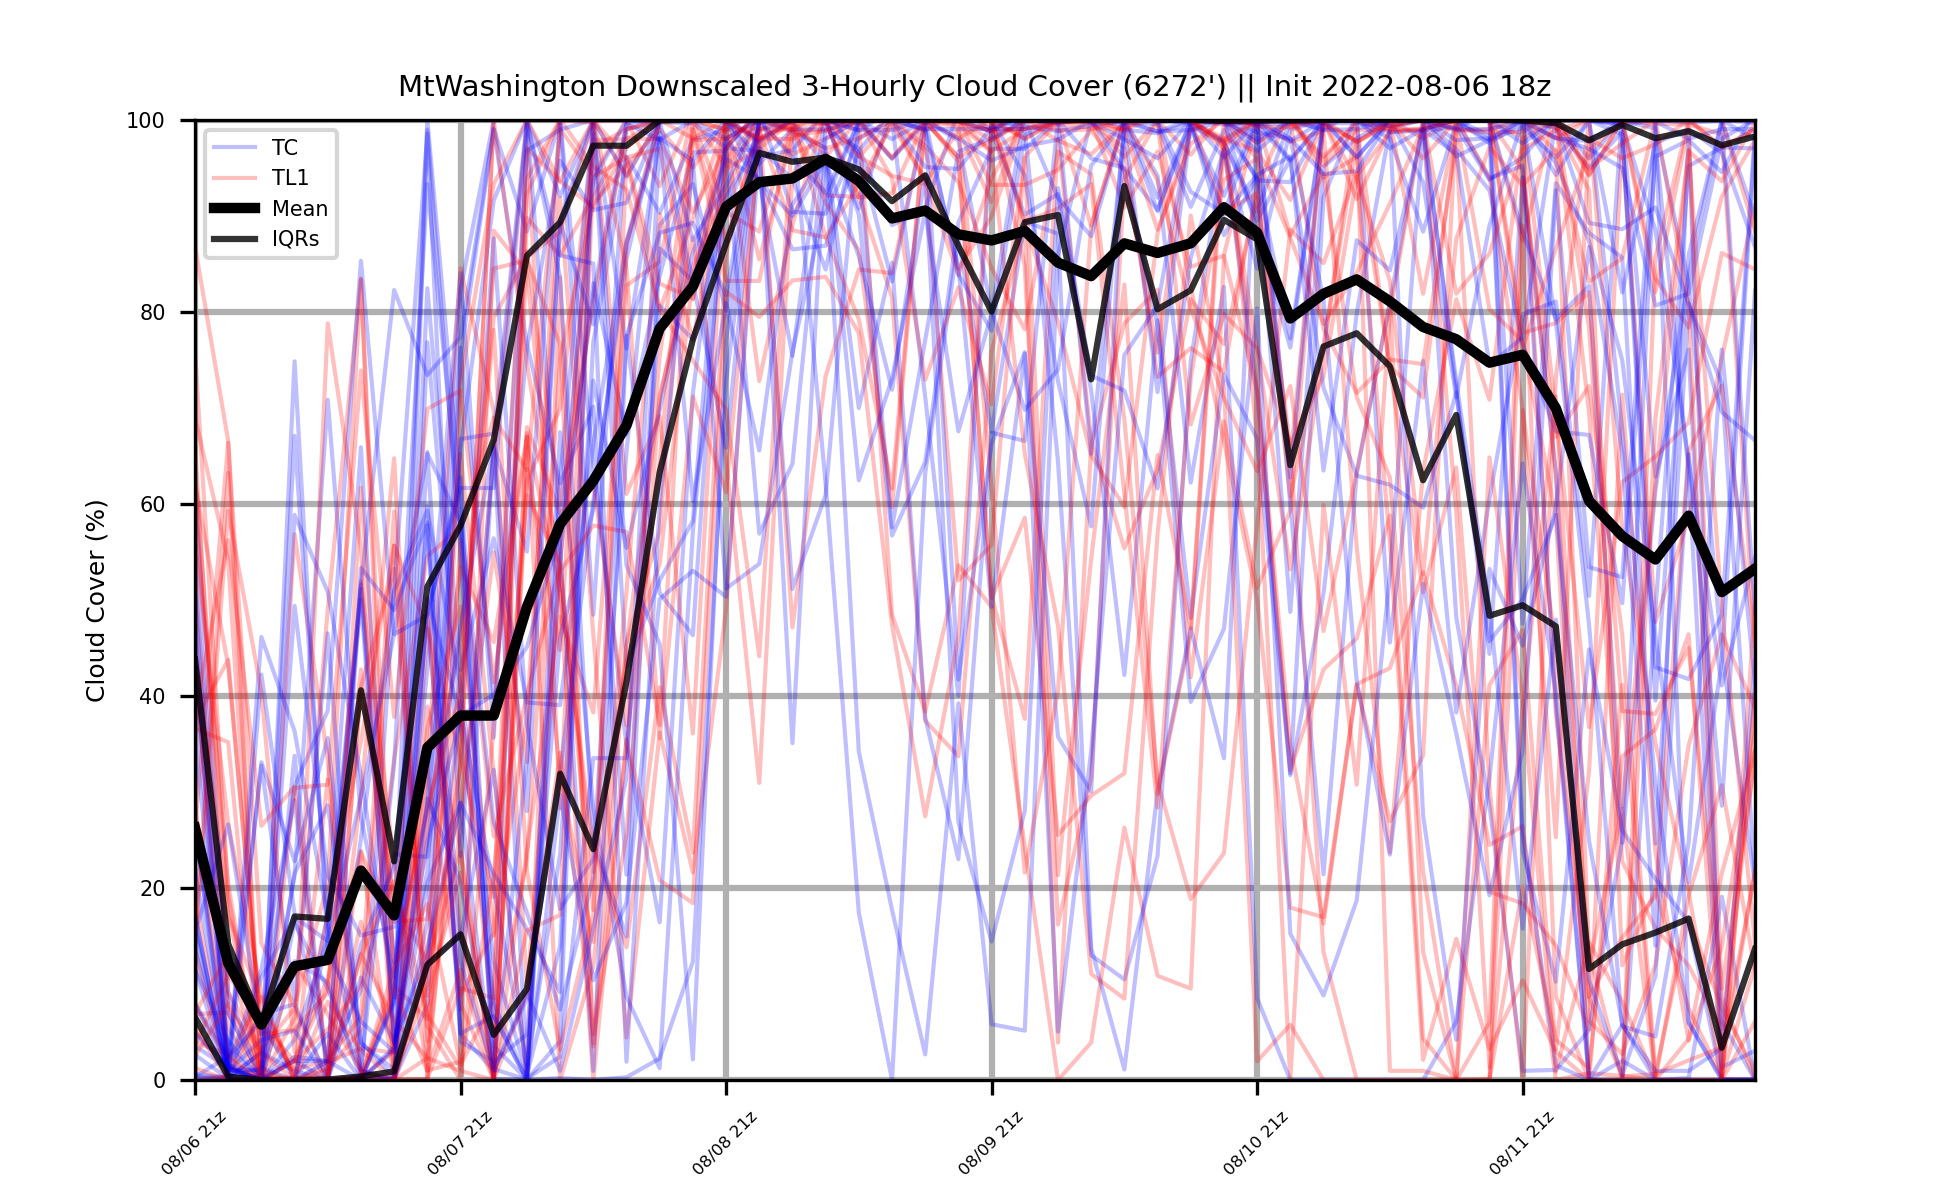 MtWashington Downscaled 3-Hourly Cloud Cover (6272') || Init 2022-08-06 18z
100
TC
TL1
Mean
IQRs
80
60
Cloud Cover (%)
40
20
0
08/06 21z
08/07 21z
08/08 21z
08/09 21z
08/10 21z
08/11 21z